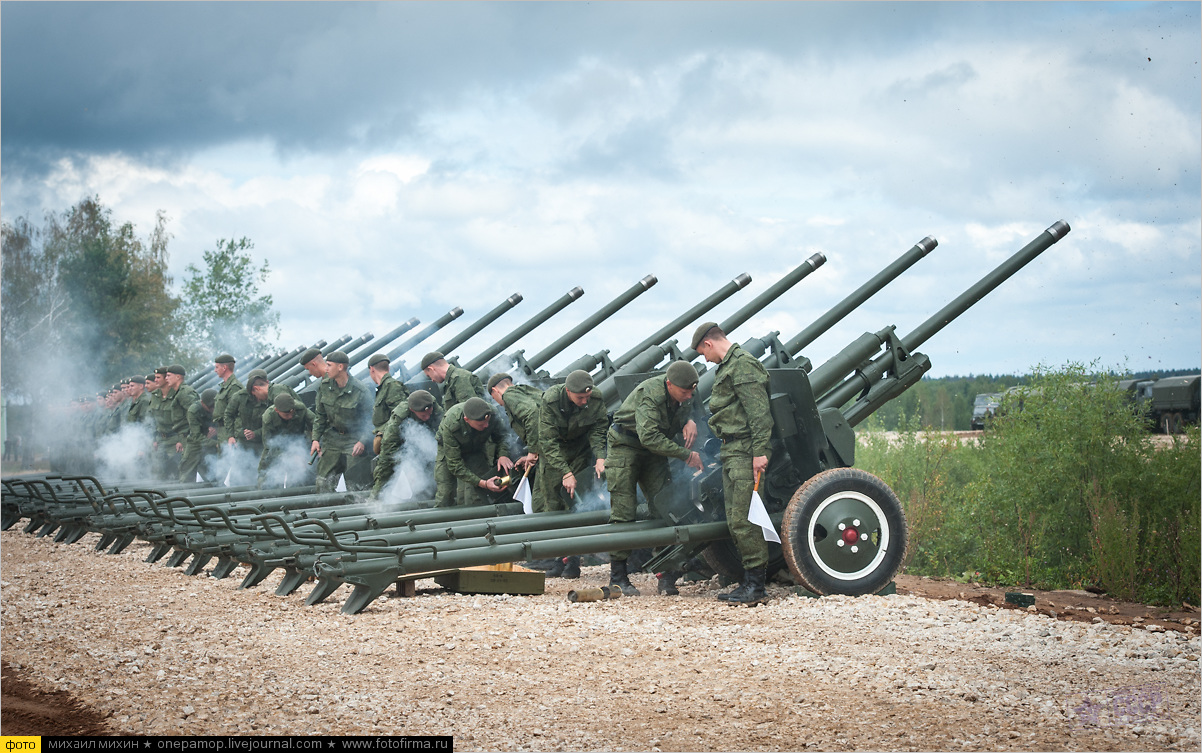 фото михаил михин ★ onepamop.livejournal.com ★ www.fotofirma.ru